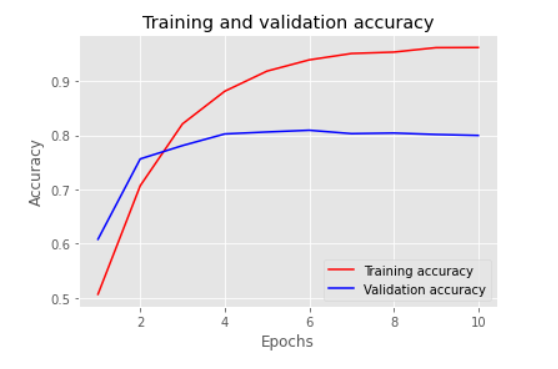 Training and validation accuracy
Accuracy
0.9
0.8
0.7
0.6
0.5
Training accuracy
Validation accuracy
2 4 6 8 10
Epochs